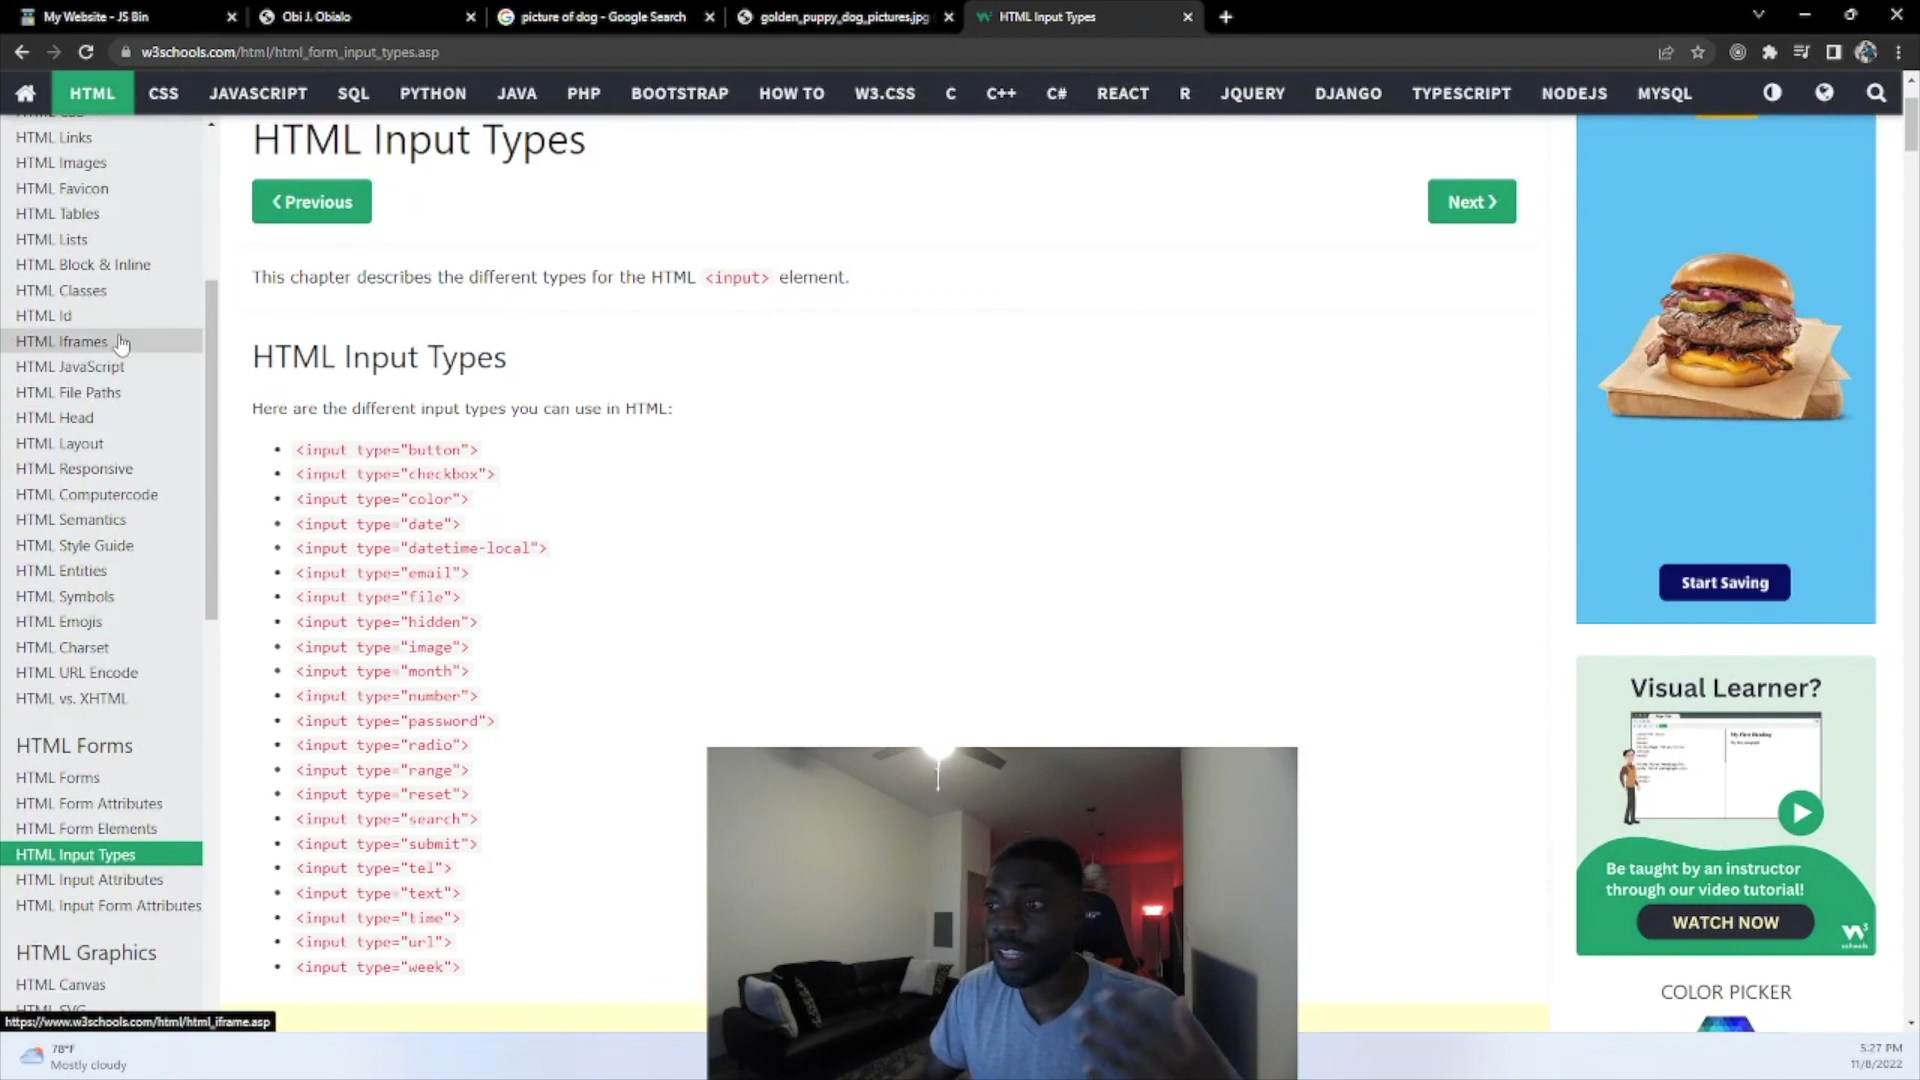 My Website - JS Bin
Obi J. Obialo
picture of dog - Google Search
golden_puppy_dog_pictures.jpg
HTML Input Types
w3schools.com/html/html_form_input_types.asp
HTML CSS JAVASCRIPT SQL PYTHON JAVA PHP BOOTSTRAP HOW TO W3.CSS C C++ C# REACT R JQUERY DJANGO TYPESCRIPT NODEJS MYSQL
HTML Links
HTML Images
HTML Favicon
HTML Tables
HTML Lists
HTML Block & Inline
HTML Classes
HTML Id
HTML Iframes
HTML JavaScript
HTML File Paths
HTML Head
HTML Layout
HTML Responsive
HTML Computercode
HTML Semantics
HTML Style Guide
HTML Entities
HTML Symbols
HTML Emojis
HTML Charset
HTML URL Encode
HTML vs. XHTML
HTML Forms
HTML Forms
HTML Form Attributes
HTML Form Elements
HTML Input Types
HTML Input Attributes
HTML Input Form Attributes
HTML Graphics
HTML Canvas
HTML SVG
https://www.w3schools.com/html/html_iframe.asp
HTML Input Types
❮ Previous
Next ❯
This chapter describes the different types for the HTML <input> element.
HTML Input Types
Here are the different input types you can use in HTML:
• <input type="button">
• <input type="checkbox">
• <input type="color">
• <input type="date">
• <input type="datetime-local">
• <input type="email">
• <input type="file">
• <input type="hidden">
• <input type="image">
• <input type="month">
• <input type="number">
• <input type="password">
• <input type="radio">
• <input type="range">
• <input type="reset">
• <input type="search">
• <input type="submit">
• <input type="tel">
• <input type="text">
• <input type="time">
• <input type="url">
• <input type="week">
Start Saving
Visual Learner?
My First Heading
Be taught by an instructor
through our video tutorial!
WATCH NOW
W3
schools
COLOR PICKER
78°F
Mostly cloudy
5:27 PM
11/8/2022